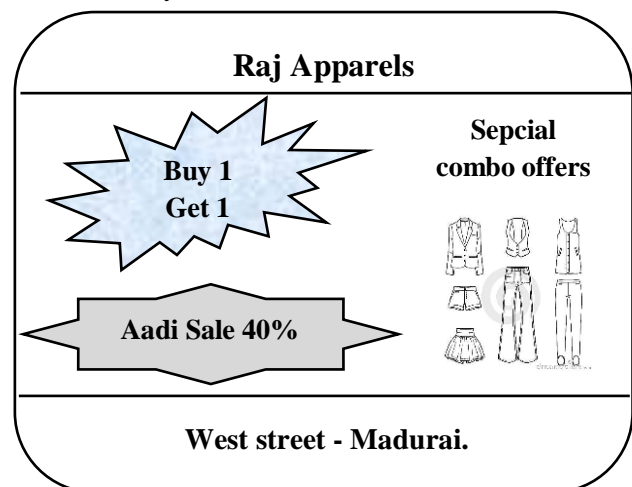 Raj Apparels
Buy 1
Get 1
Sepcial
combo offers
Aadi Sale 40%
West street - Madurai.